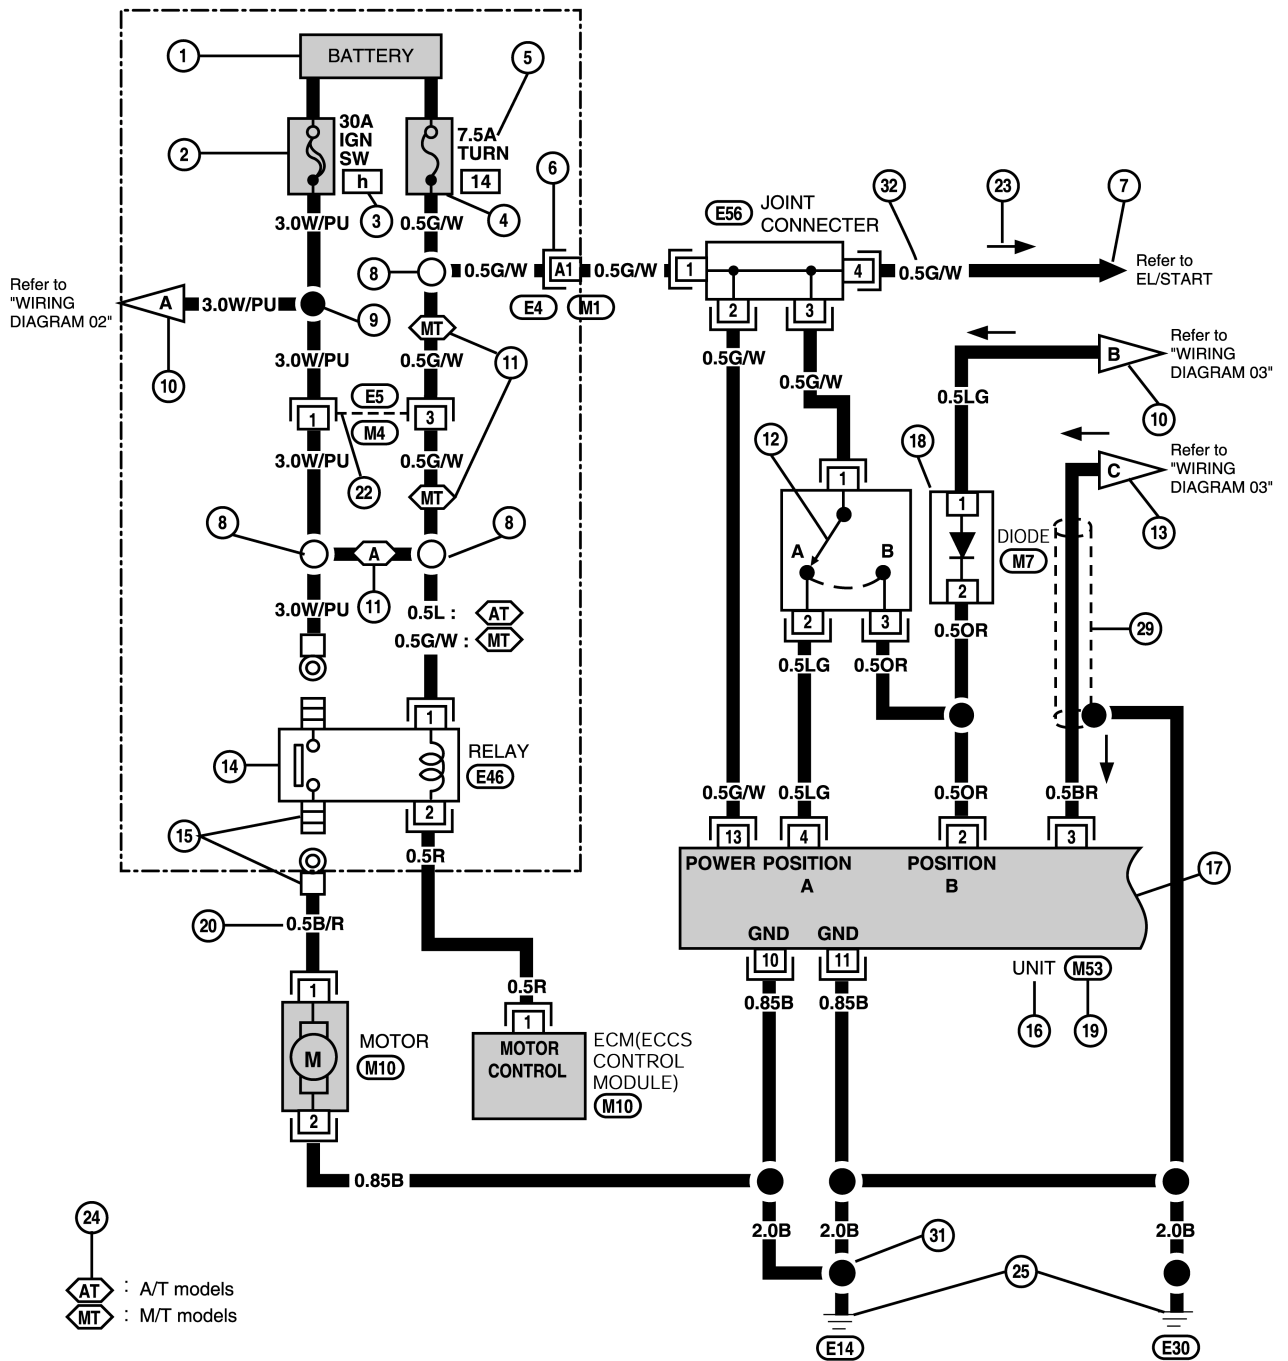 BATTERY
1
5
30A
IGN
SW
h
7.5A
TURN
14
2
3
4
6
3.0W/PU
0.5G/W
8
0.5G/W
A1
0.5G/W
E4
M1
Refer to
"WIRING
DIAGRAM 02"
A
3.0W/PU
9
10
MT
11
3.0W/PU
0.5G/W
E5
1
3
M4
3.0W/PU
0.5G/W
22
MT
8
8
A
11
3.0W/PU
0.5L :
AT
0.5G/W :
MT
1
14
RELAY
E46
2
15
0.5R
20
0.5B/R
1
M
MOTOR
M10
2
0.5R
1
MOTOR
CONTROL
ECM(ECCS
CONTROL
MODULE)
M10
0.85B
E56
JOINT
CONNECTER
1
4
2
3
32
23
7
0.5G/W
Refer to
EL/START
0.5G/W
0.5G/W
B
Refer to
"WIRING
DIAGRAM 03"
10
0.5LG
12
18
C
Refer to
"WIRING
DIAGRAM 03"
13
1
A
B
2
3
1
2
DIODE
M7
0.5LG
0.5OR
0.5OR
29
0.5G/W
0.5LG
0.5OR
0.5BR
13
4
2
3
POWER
POSITION
A
POSITION
B
17
GND
GND
10
11
UNIT
M53
0.85B
0.85B
16
19
2.0B
2.0B
2.0B
31
25
E14
E30
24
AT
: A/T models
MT
: M/T models